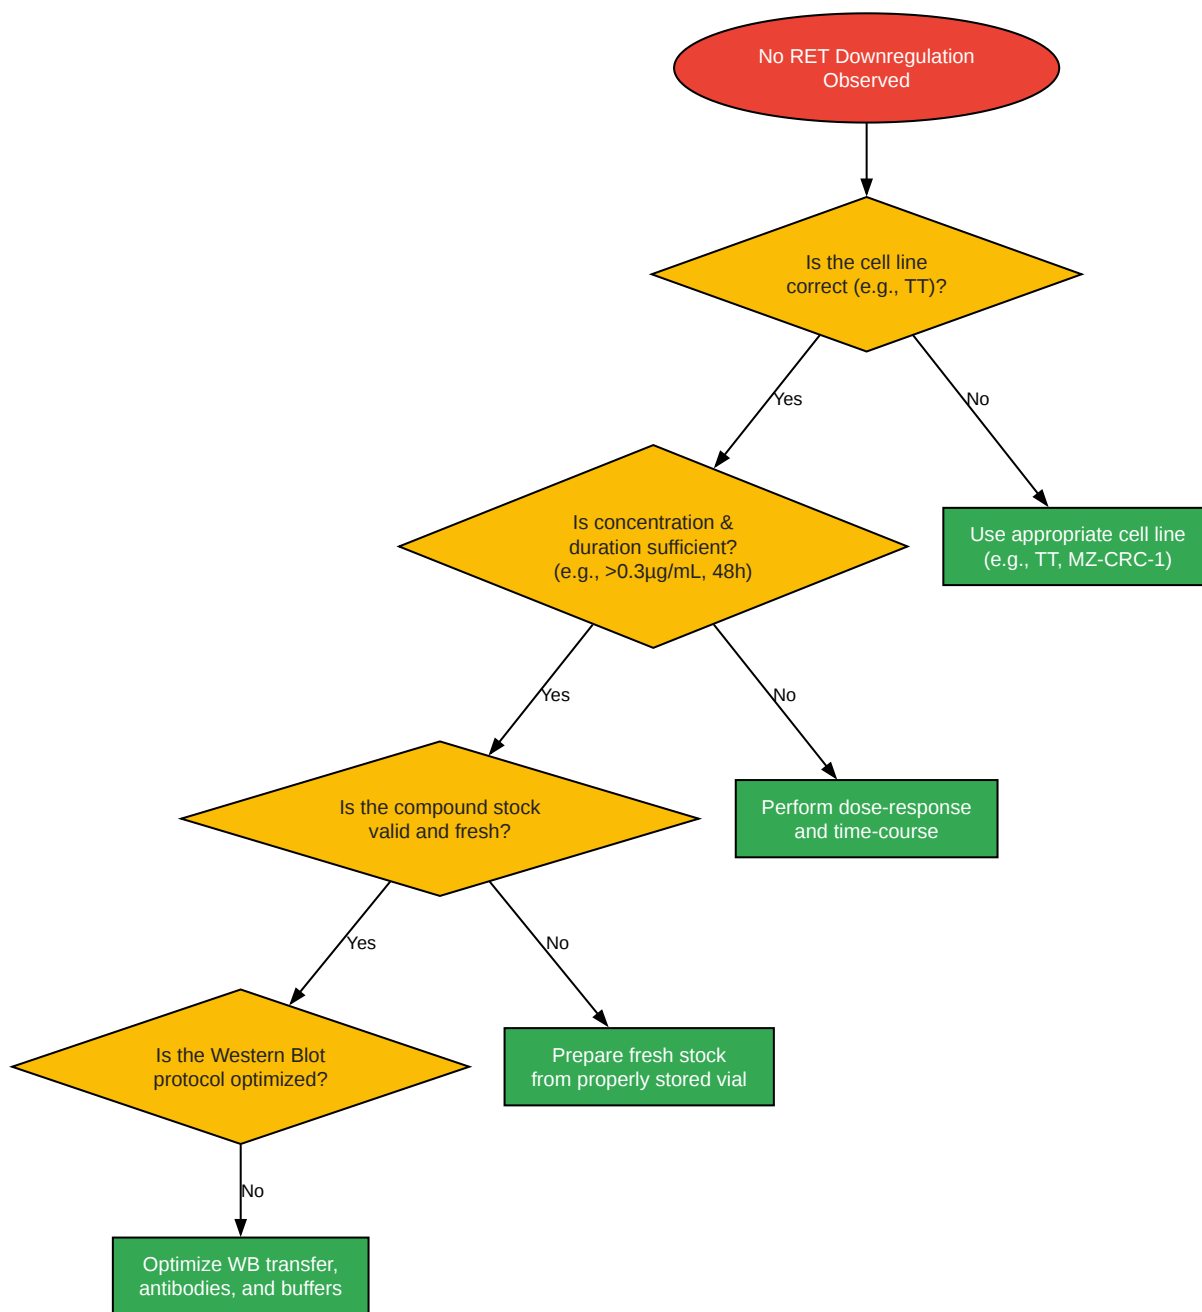 No RET Downregulation
Observed
Is the cell line
correct (e.g., TT)?
Yes
No
Is concentration &
duration sufficient?
(e.g., >0.3µg/mL, 48h)
Use appropriate cell line
(e.g., TT, MZ-CRC-1)
Yes
No
Is the compound stock
valid and fresh?
Perform dose-response
and time-course
Yes
No
Is the Western Blot
protocol optimized?
Prepare fresh stock
from properly stored vial
No
Optimize WB transfer,
antibodies, and buffers